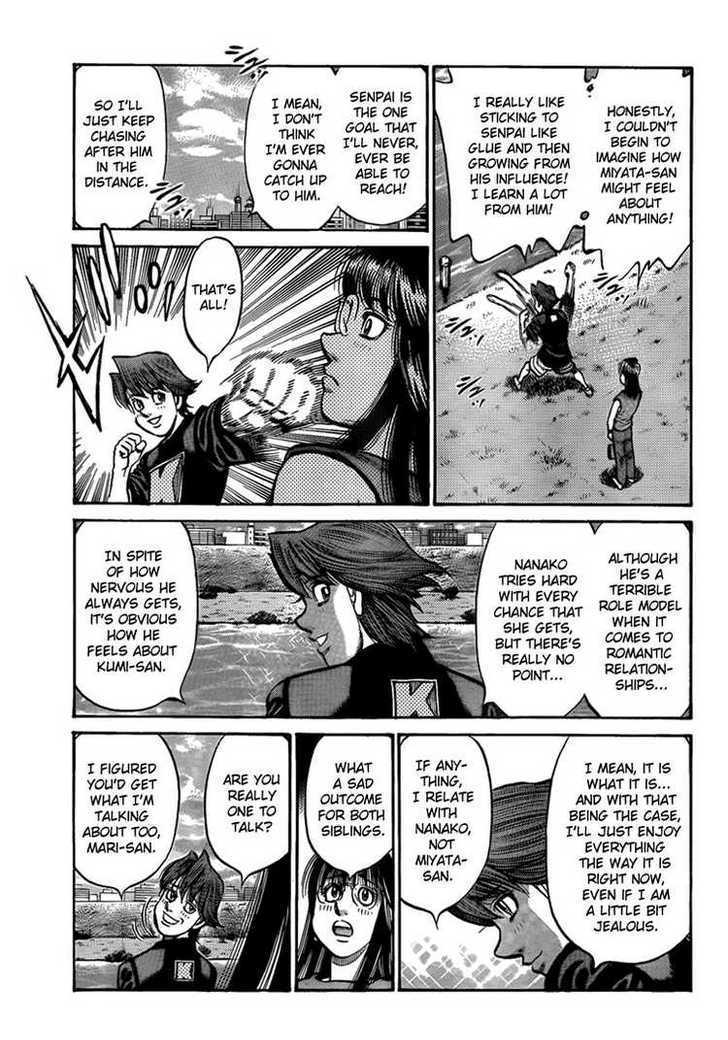 HONESTLY,
I COULDN'T
BEGIN TO
IMAGINE HOW
MIYATA-SAN
MIGHT FEEL
ABOUT
ANYTHING!
I REALLY LIKE
STICKING TO
SENPAI LIKE
GLUE AND THEN
GROWING FROM
HIS INFLUENCE!
I LEARN A LOT
FROM HIM!
SENPAI IS
THE ONE
GOAL THAT
I'LL NEVER,
EVER BE
ABLE TO
REACH!
I MEAN,
I DON'T
THINK
I'M EVER
GONNA
CATCH UP
TO HIM.
SO I'LL
JUST KEEP
CHASING
AFTER HIM
IN THE
DISTANCE.
THAT'S
ALL!
ALTHOUGH
HE'S A
TERRIBLE
ROLE MODEL
WHEN IT
COMES TO
ROMANTIC
RELATION-
SHIPS...
NANAKO
TRIES HARD
WITH EVERY
CHANCE THAT
SHE GETS,
BUT THERE'S
REALLY NO
POINT...
IN SPITE
OF HOW
NERVOUS HE
ALWAYS GETS,
IT'S OBVIOUS
HOW HE
FEELS ABOUT
KUMI-SAN.
K
I MEAN, IT IS
WHAT IT IS...
AND WITH THAT
BEING THE CASE,
I'LL JUST ENJOY
EVERYTHING
THE WAY IT IS
RIGHT NOW,
EVEN IF I AM
A LITTLE BIT
JEALOUS.
IF ANY-
THING,
I RELATE
WITH
NANAKO,
NOT
MIYATA-
SAN.
WHAT
A SAD
OUTCOME
FOR BOTH
SIBLINGS.
ARE YOU
REALLY
ONE TO
TALK?
I FIGURED
YOU'D GET
WHAT I'M
TALKING
ABOUT TOO,
MARI-SAN.
K